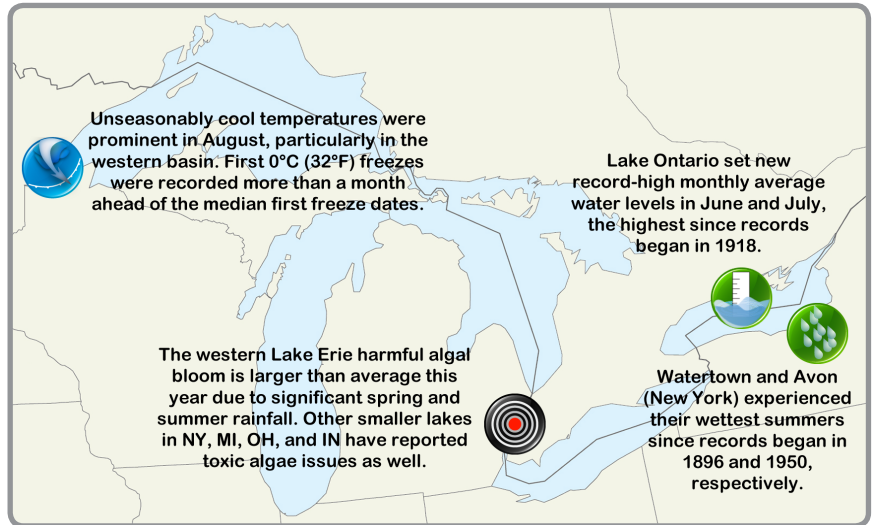 Unseasonably cool temperatures were
prominent in August, particularly in the
western basin. First 0°C (32°F) freezes
were recorded more than a month
ahead of the median first freeze dates.
Lake Ontario set new
record-high monthly average
water levels in June and July,
the highest since records
began in 1918.
The western Lake Erie harmful algal
bloom is larger than average this
year due to significant spring and
summer rainfall. Other smaller lakes
in NY, MI, OH, and IN have reported
toxic algae issues as well.
Watertown and Avon
(New York) experienced
their wettest summers
since records began in
1896 and 1950,
respectively.